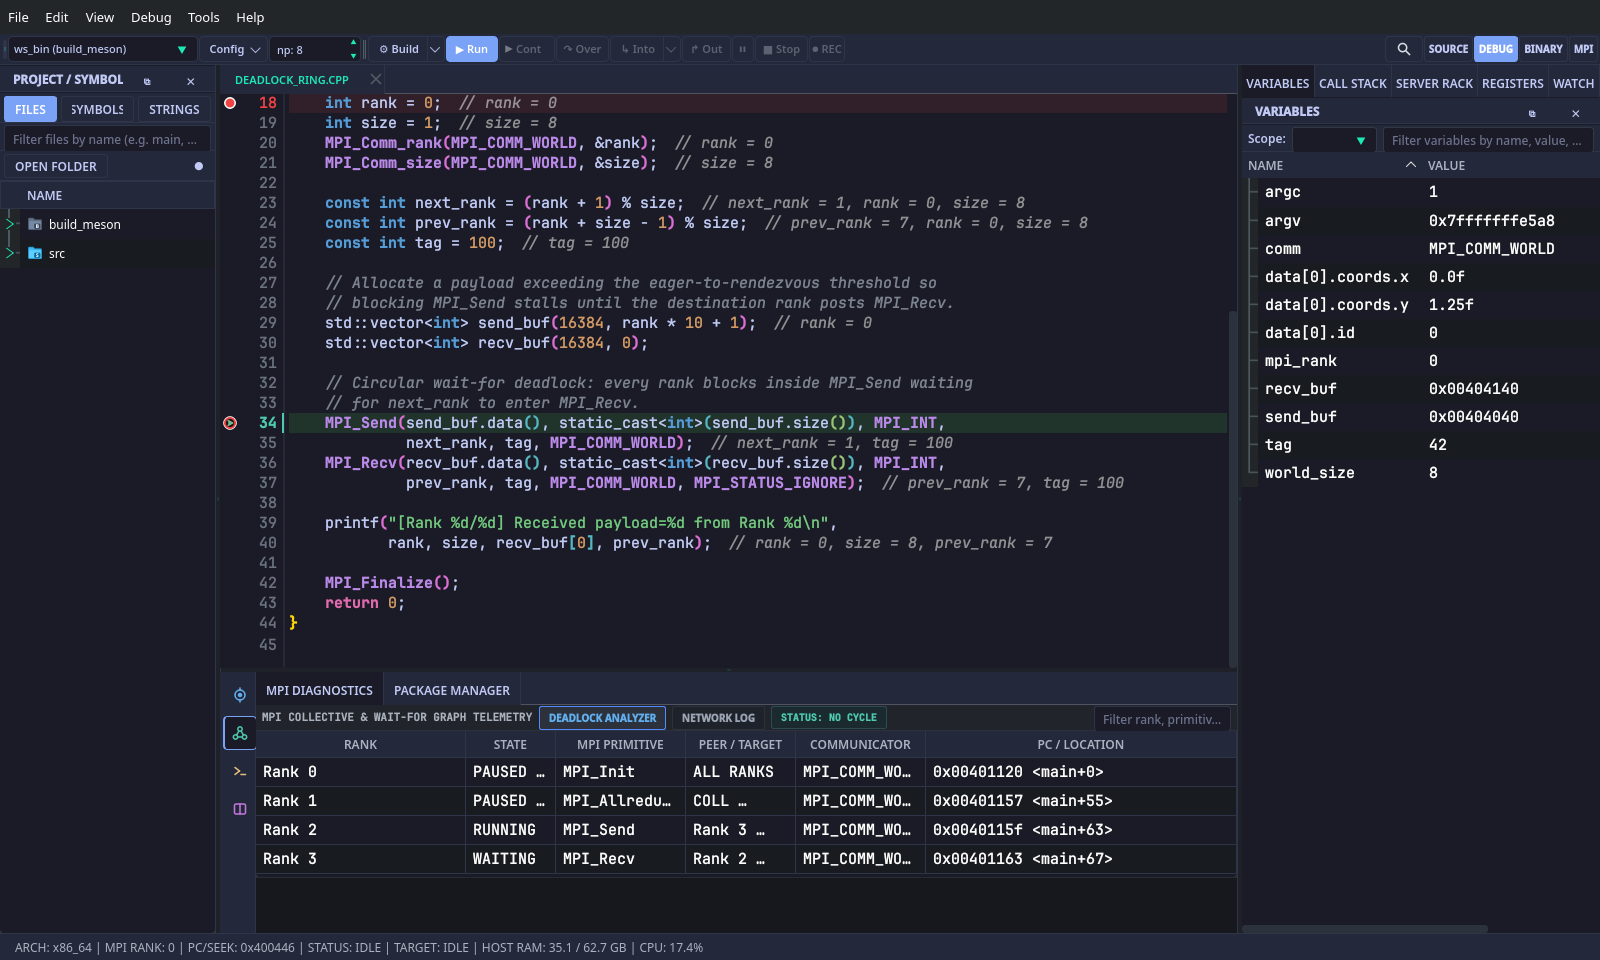 File Edit View Debug Tools Help
ws_bin (build_meson) Config np: 8 Build Run Cont Over Into Out Stop REC SOURCE DEBUG BINARY MPI
PROJECT / SYMBOL
FILES SYMBOLS STRINGS
Filter files by name (e.g. main, ...
OPEN FOLDER
NAME
build_meson
src
DEADLOCK_RING.CPP
18 int rank = 0; // rank = 0
19 int size = 1; // size = 8
20 MPI_Comm_rank(MPI_COMM_WORLD, &rank); // rank = 0
21 MPI_Comm_size(MPI_COMM_WORLD, &size); // size = 8
22
23 const int next_rank = (rank + 1) % size; // next_rank = 1, rank = 0, size = 8
24 const int prev_rank = (rank + size - 1) % size; // prev_rank = 7, rank = 0, size = 8
25 const int tag = 100; // tag = 100
26
27 // Allocate a payload exceeding the eager-to-rendezvous threshold so
28 // blocking MPI_Send stalls until the destination rank posts MPI_Recv.
29 std::vector<int> send_buf(16384, rank * 10 + 1); // rank = 0
30 std::vector<int> recv_buf(16384, 0);
31
32 // Circular wait-for deadlock: every rank blocks inside MPI_Send waiting
33 // for next_rank to enter MPI_Recv.
34 MPI_Send(send_buf.data(), static_cast<int>(send_buf.size()), MPI_INT,
35 next_rank, tag, MPI_COMM_WORLD); // next_rank = 1, tag = 100
36 MPI_Recv(recv_buf.data(), static_cast<int>(recv_buf.size()), MPI_INT,
37 prev_rank, tag, MPI_COMM_WORLD, MPI_STATUS_IGNORE); // prev_rank = 7, tag = 100
38
39 printf("[Rank %d/%d] Received payload=%d from Rank %d\n",
40 rank, size, recv_buf[0], prev_rank); // rank = 0, size = 8, prev_rank = 7
41
42 MPI_Finalize();
43 return 0;
44 }
45
MPI DIAGNOSTICS PACKAGE MANAGER
MPI COLLECTIVE & WAIT-FOR GRAPH TELEMETRY DEADLOCK ANALYZER NETWORK LOG STATUS: NO CYCLE Filter rank, primitiv...
RANK STATE MPI PRIMITIVE PEER / TARGET COMMUNICATOR PC / LOCATION
Rank 0 PAUSED … MPI_Init ALL RANKS MPI_COMM_WO… 0x00401120 <main+0>
Rank 1 PAUSED … MPI_Allredu… COLL … MPI_COMM_WO… 0x00401157 <main+55>
Rank 2 RUNNING MPI_Send Rank 3 … MPI_COMM_WO… 0x0040115f <main+63>
Rank 3 WAITING MPI_Recv Rank 2 … MPI_COMM_WO… 0x00401163 <main+67>
VARIABLES CALL STACK SERVER RACK REGISTERS WATCH
VARIABLES
Scope: Filter variables by name, value, ...
NAME VALUE
argc 1
argv 0x7fffffffe5a8
comm MPI_COMM_WORLD
data[0].coords.x 0.0f
data[0].coords.y 1.25f
data[0].id 0
mpi_rank 0
recv_buf 0x00404140
send_buf 0x00404040
tag 42
world_size 8
ARCH: x86_64 | MPI RANK: 0 | PC/SEEK: 0x400446 | STATUS: IDLE | TARGET: IDLE | HOST RAM: 35.1 / 62.7 GB | CPU: 17.4%